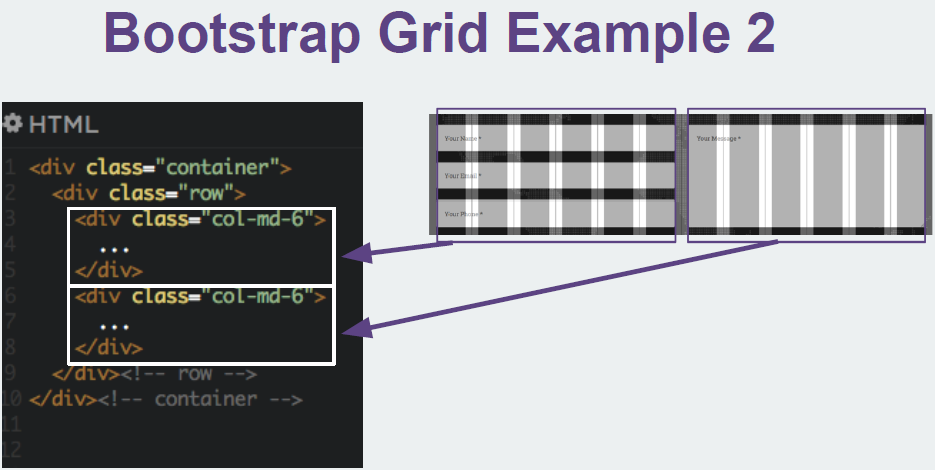 Bootstrap Grid Example 2
HTML
1 <div class="container">
2 <div class="row">
3 <div class="col-md-6">
4 ...
5 </div>
6 <div class="col-md-6">
7 ...
8 </div>
9 </div><!-- row -->
10 </div><!-- container -->
11
12
Your Name *
Your Email *
Your Phone *
Your Message *